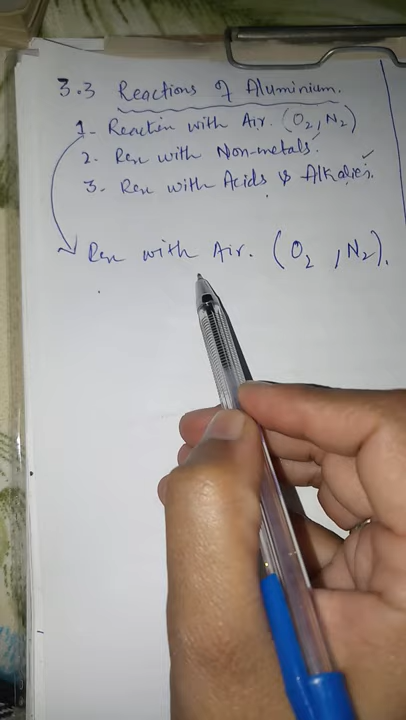 3.3 Reactions of Aluminium.
1- Reaction with Air. (O2, N2)
2. Rxn with Non-metals.
3- Rxn with Acids & Alkalies.
Rxn with Air. (O2, N2).